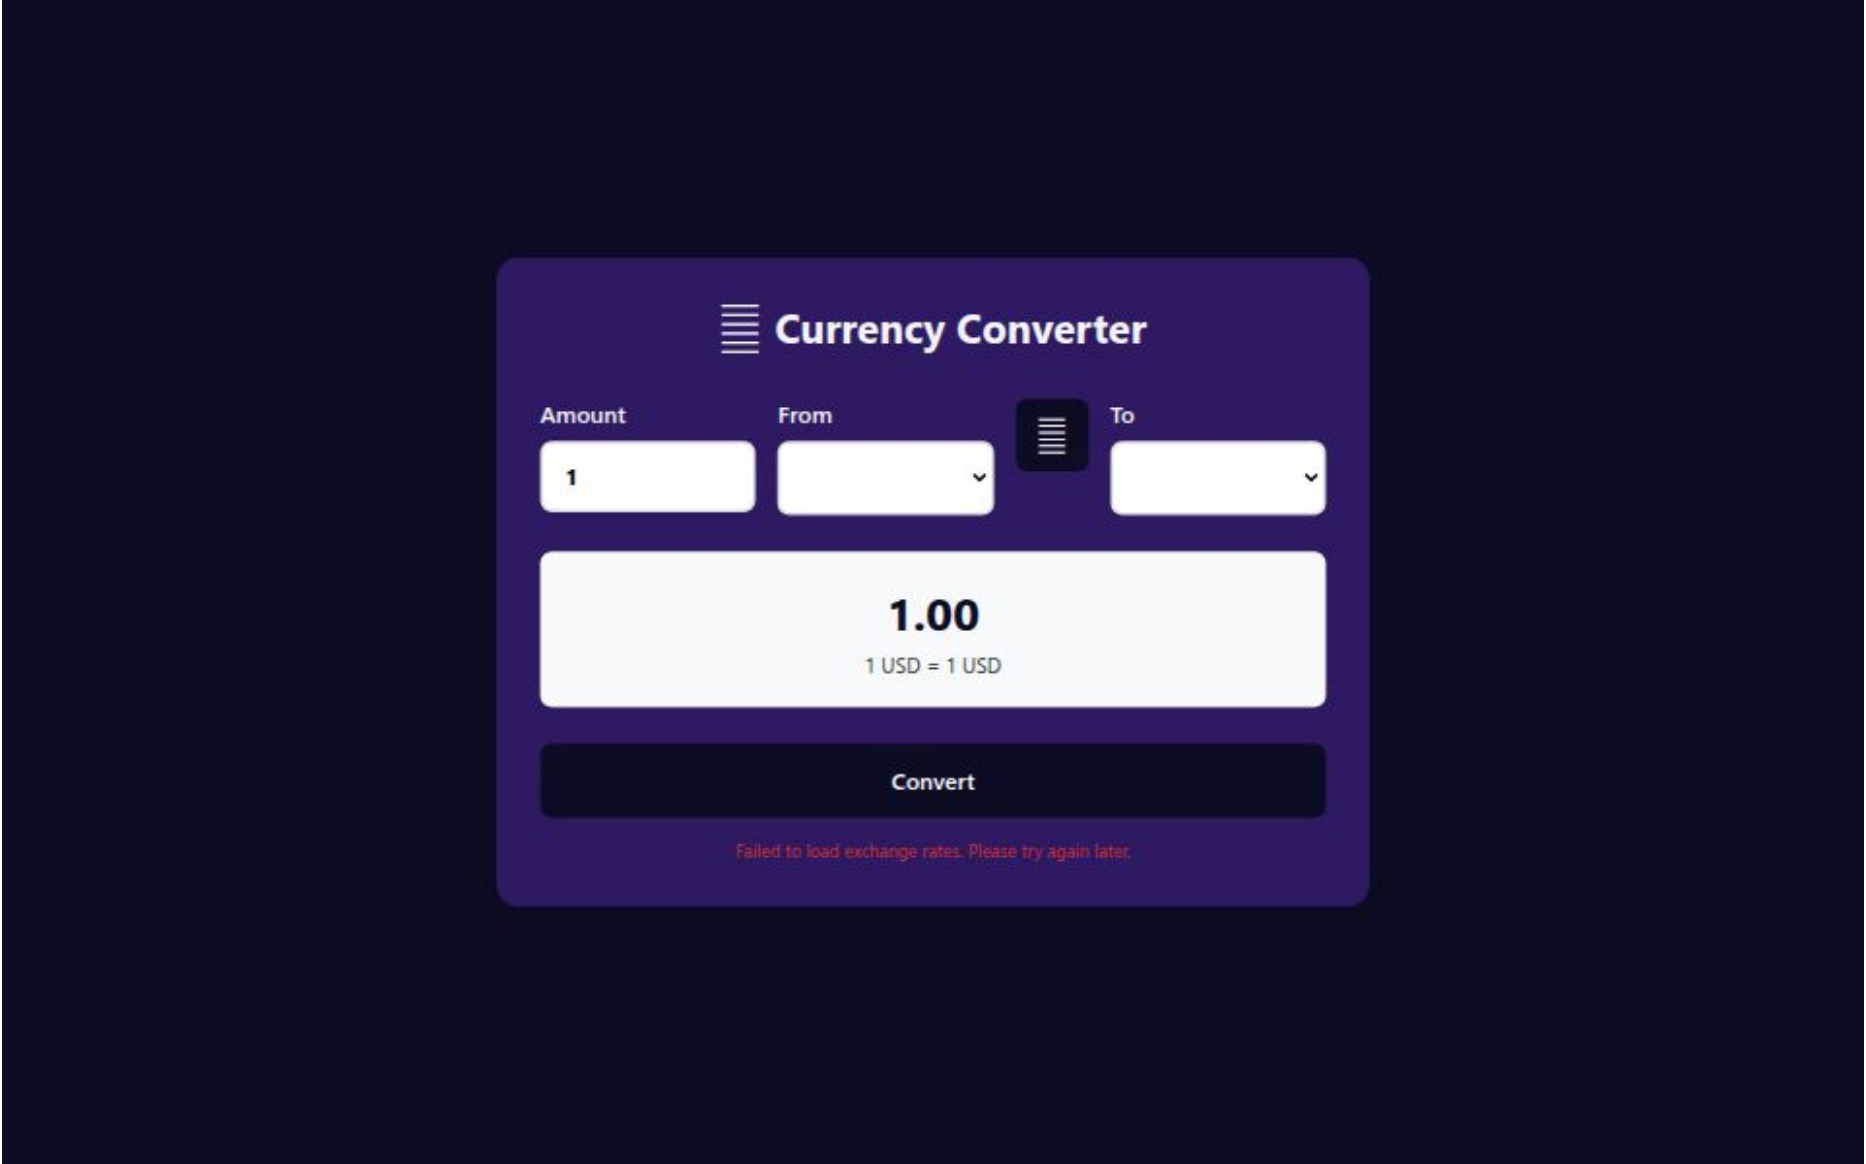 Currency Converter
Amount From To
1
1.00
1 USD = 1 USD
Convert
Failed to load exchange rates. Please try again later.